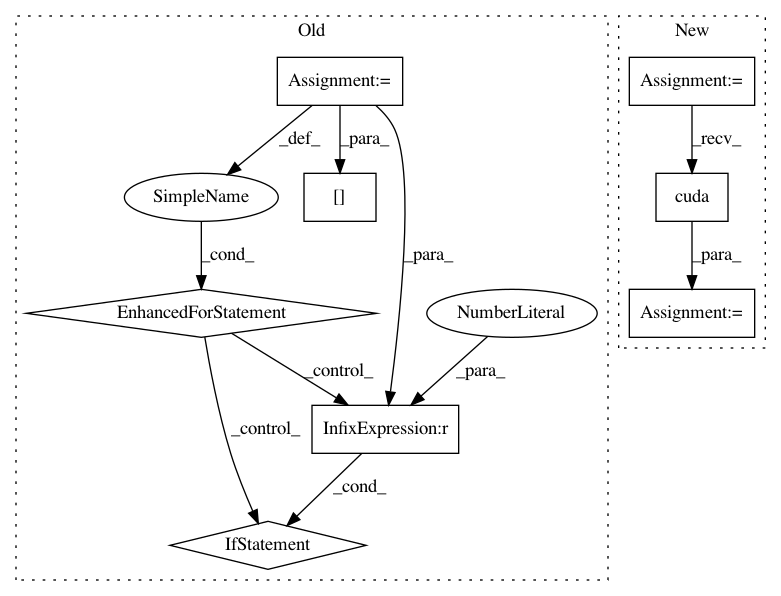 Old
New
Assignment:=
Assignment:=
_def_
_para_
_recv_
SimpleName
[]
cuda
_cond_
_para_
_para_
EnhancedForStatement
NumberLiteral
Assignment:=
_control_
_para_
_control_
InfixExpression:r
_cond_
IfStatement